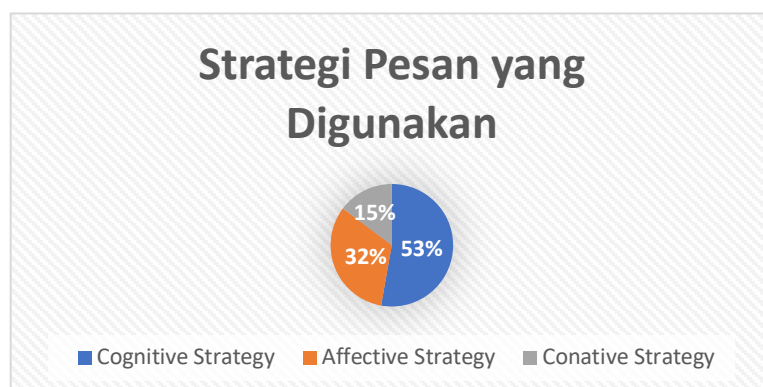 Strategi Pesan yang
Digunakan
15%
32%
53%
Cognitive Strategy
Affective Strategy
Conative Strategy